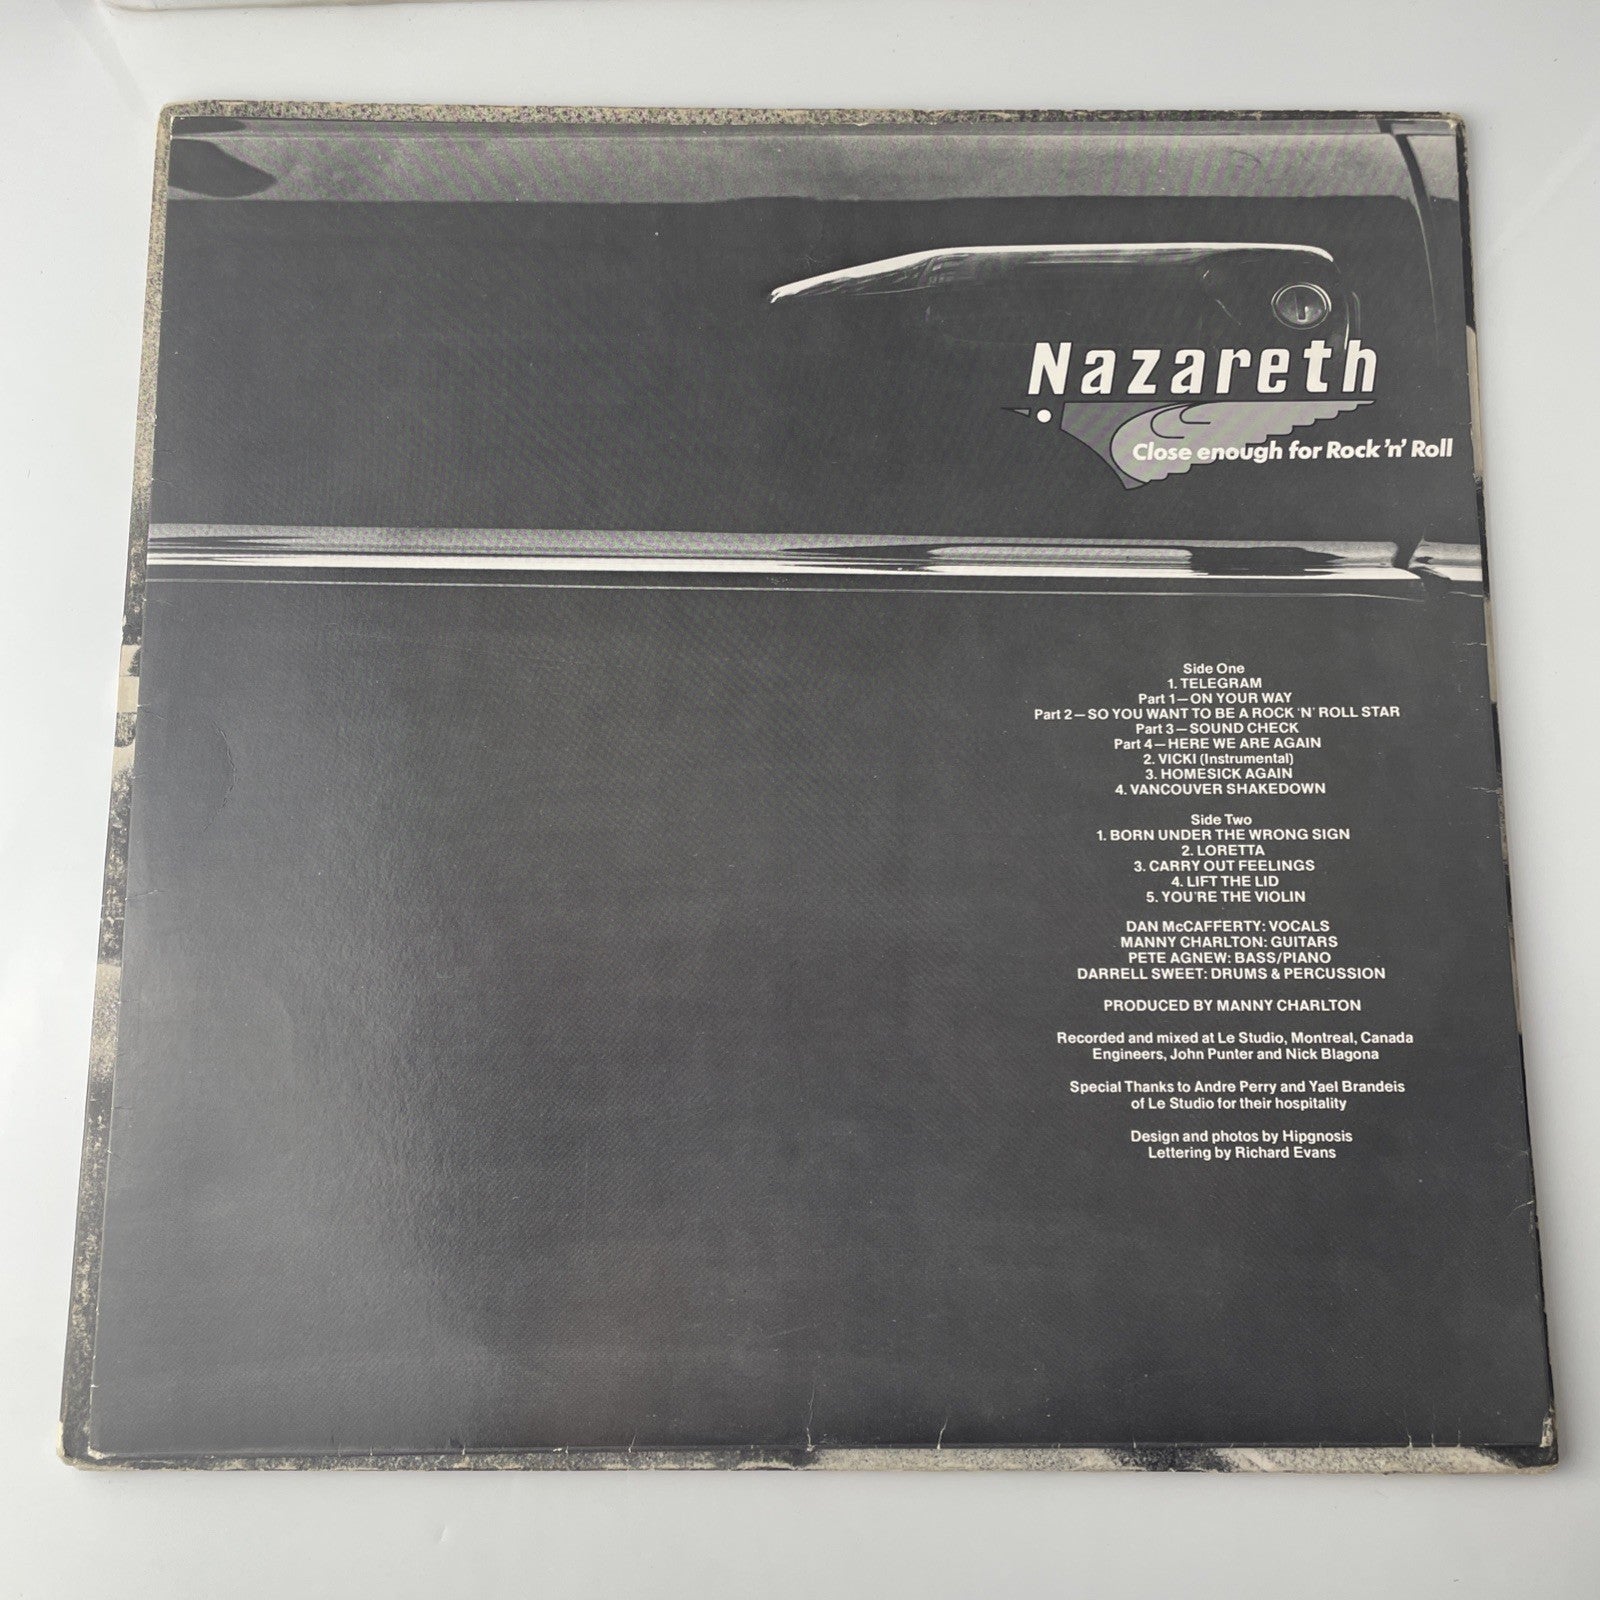 Nazareth
Close enough for Rock 'n' Roll
Side One
1. TELEGRAM
Part 1—ON YOUR WAY
Part 2—SO YOU WANT TO BE A ROCK 'N' ROLL STAR
Part 3—SOUND CHECK
Part 4—HERE WE ARE AGAIN
2. VICKI (Instrumental)
3. HOMESICK AGAIN
4. VANCOUVER SHAKEDOWN
Side Two
1. BORN UNDER THE WRONG SIGN
2. LORETTA
3. CARRY OUT FEELINGS
4. LIFT THE LID
5. YOU'RE THE VIOLIN
DAN McCAFFERTY: VOCALS
MANNY CHARLTON: GUITARS
PETE AGNEW: BASS/PIANO
DARRELL SWEET: DRUMS & PERCUSSION
PRODUCED BY MANNY CHARLTON
Recorded and mixed at Le Studio, Montreal, Canada
Engineers, John Punter and Nick Blagona
Special Thanks to Andre Perry and Yael Brandeis
of Le Studio for their hospitality
Design and photos by Hipgnosis
Lettering by Richard Evans